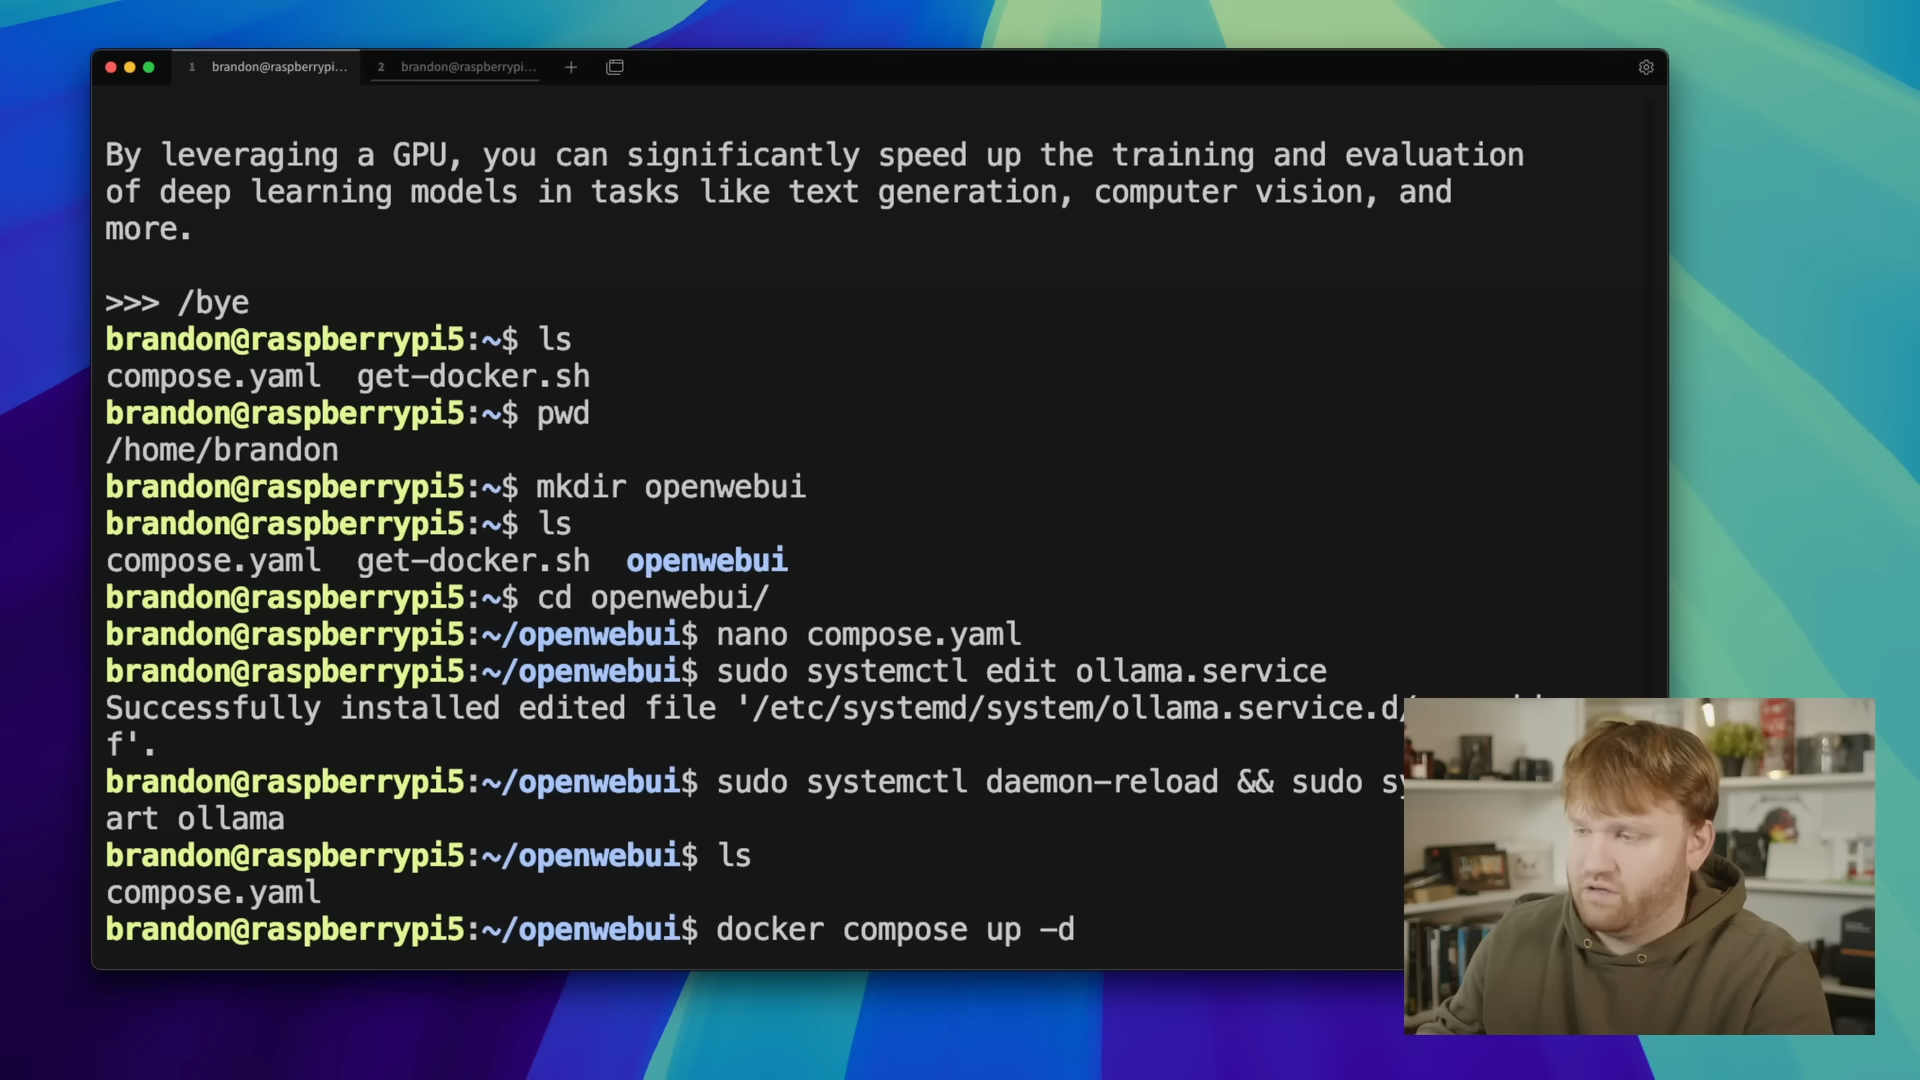 1 brandon@raspberrypi... 2 brandon@raspberrypi...
By leveraging a GPU, you can significantly speed up the training and evaluation
of deep learning models in tasks like text generation, computer vision, and
more.
>>> /bye
brandon@raspberrypi5:~$ ls
compose.yaml  get-docker.sh
brandon@raspberrypi5:~$ pwd
/home/brandon
brandon@raspberrypi5:~$ mkdir openwebui
brandon@raspberrypi5:~$ ls
compose.yaml  get-docker.sh  openwebui
brandon@raspberrypi5:~$ cd openwebui/
brandon@raspberrypi5:~/openwebui$ nano compose.yaml
brandon@raspberrypi5:~/openwebui$ sudo systemctl edit ollama.service
Successfully installed edited file '/etc/systemd/system/ollama.service.d/
f'.
brandon@raspberrypi5:~/openwebui$ sudo systemctl daemon-reload && sudo
art ollama
brandon@raspberrypi5:~/openwebui$ ls
compose.yaml
brandon@raspberrypi5:~/openwebui$ docker compose up -d